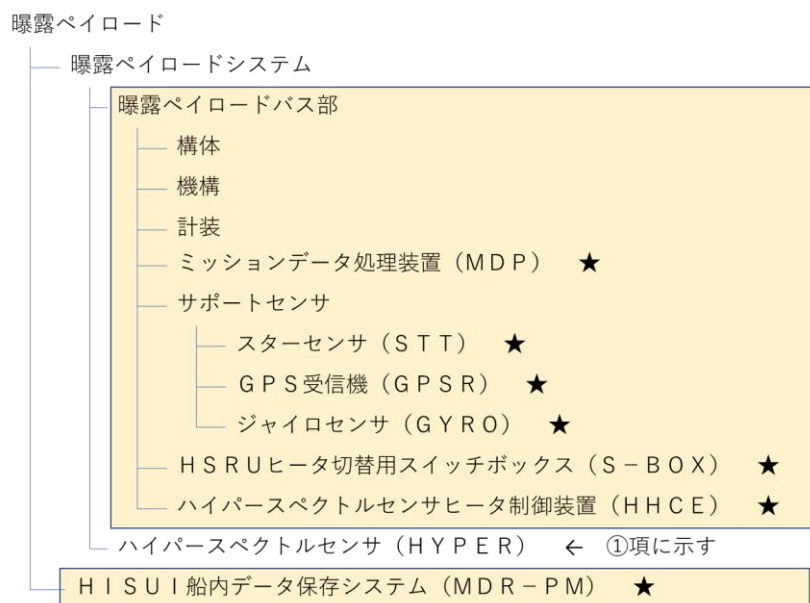 曝露ペイロード
曝露ペイロードシステム
曝露ペイロードバス部
構体
機構
計装
ミッションデータ処理装置（ＭＤＰ） ★
サポートセンサ
スターセンサ（ＳＴＴ） ★
ＧＰＳ受信機（ＧＰＳＲ） ★
ジャイロセンサ（ＧＹＲＯ） ★
ＨＳＲＵヒータ切替用スイッチボックス（Ｓ－ＢＯＸ） ★
ハイパースペクトルセンサヒータ制御装置（ＨＨＣＥ） ★
ハイパースペクトルセンサ（ＨＹＰＥＲ） ← ①項に示す
ＨＩＳＵＩ船内データ保存システム（ＭＤＲ－ＰＭ） ★